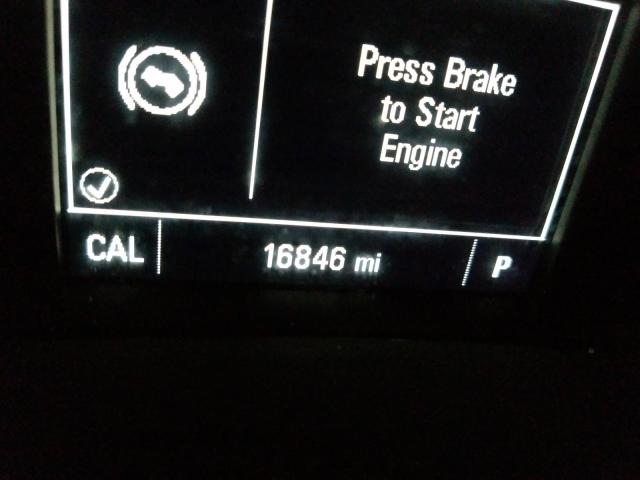 Press Brake
to Start
Engine
CAL 16846 mi P